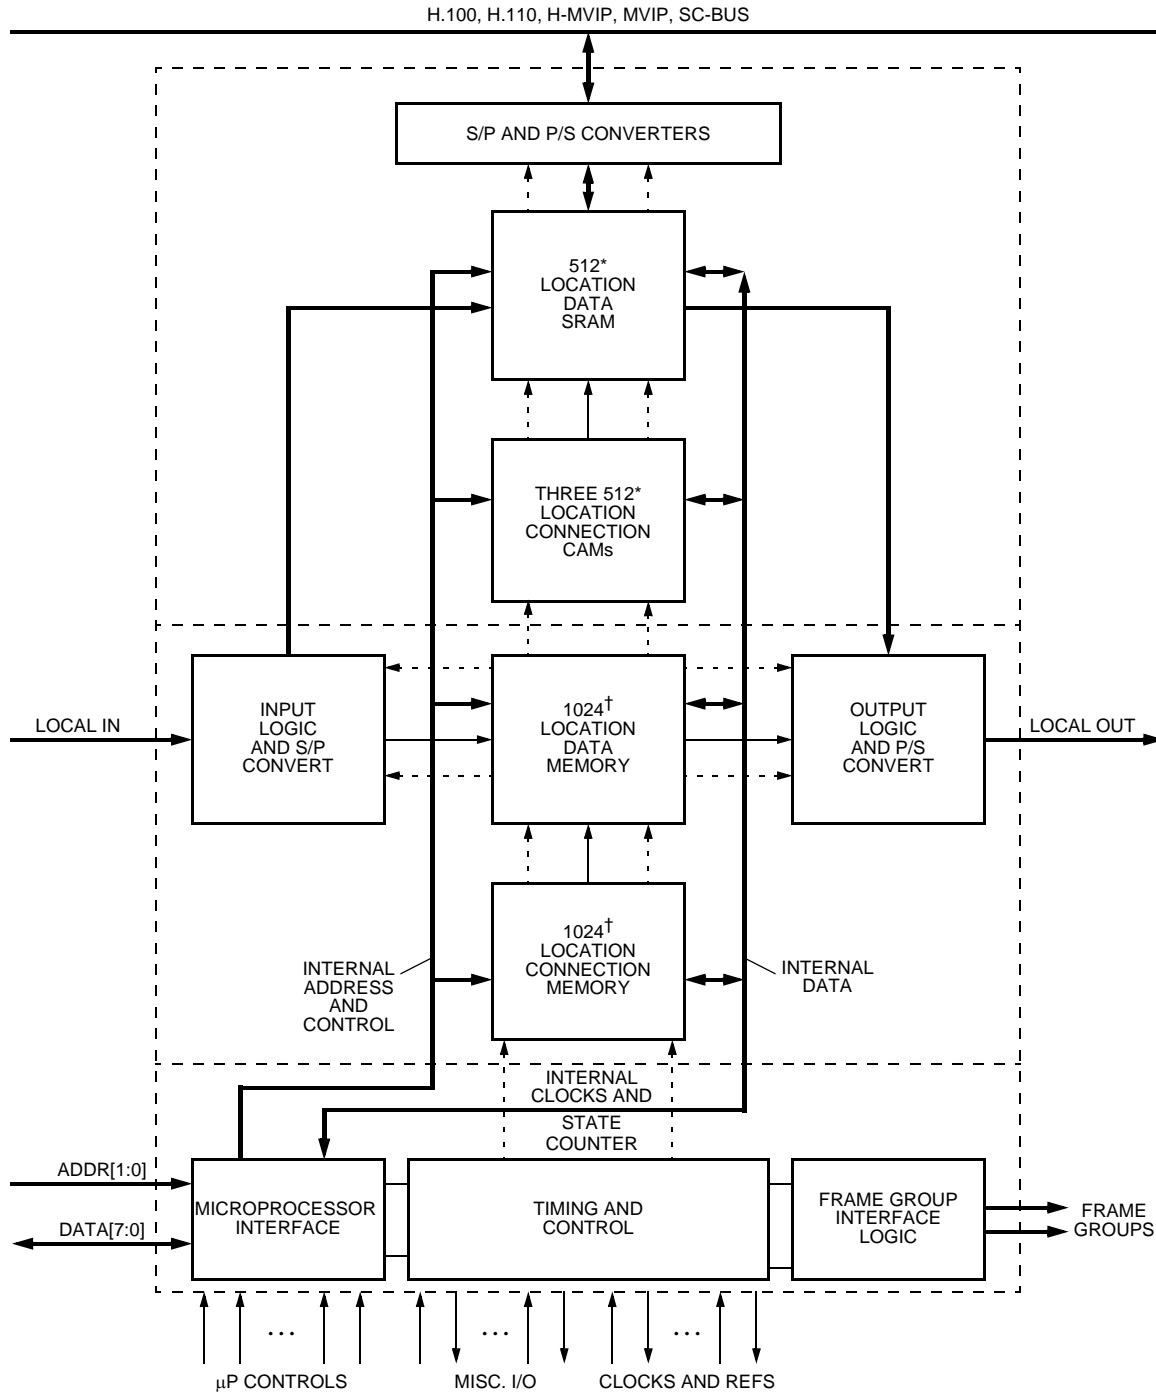 H.100, H.110, H-MVIP, MVIP, SC-BUS
S/P AND P/S CONVERTERS
512*
LOCATION
DATA
SRAM
THREE 512*
LOCATION
CONNECTION
CAMs
LOCAL IN
INPUT
LOGIC
AND S/P
CONVERT
1024†
LOCATION
DATA
MEMORY
OUTPUT
LOGIC
AND P/S
CONVERT
LOCAL OUT
INTERNAL
ADDRESS
AND
CONTROL
1024†
LOCATION
CONNECTION
MEMORY
INTERNAL
DATA
INTERNAL
CLOCKS AND
STATE
COUNTER
ADDR[1:0]
DATA[7:0]
MICROPROCESSOR
INTERFACE
TIMING AND
CONTROL
FRAME GROUP
INTERFACE
LOGIC
FRAME
GROUPS
...
...
...
µP CONTROLS
MISC. I/O
CLOCKS AND REFS